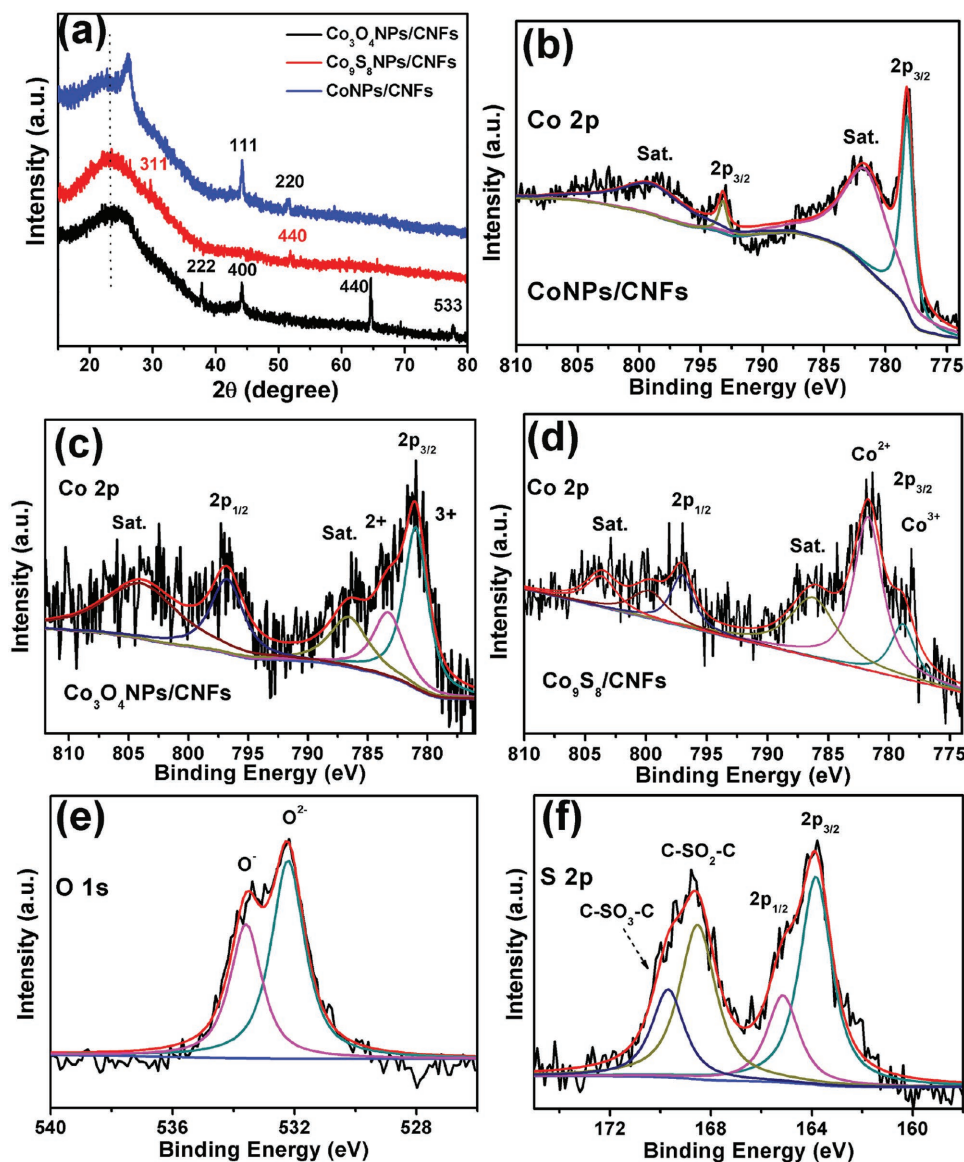 (a)
Co₃O₄NPs/CNFs
Co₉S₈NPs/CNFs
CoNPs/CNFs
111
220
311
440
222
400
440
533
Intensity (a.u.)
20 30 40 50 60 70 80
2θ (degree)
(b)
Co 2p
2p₃/₂
Sat.
Sat.
2p₃/₂
CoNPs/CNFs
Intensity (a.u.)
810 805 800 795 790 785 780 775
Binding Energy (eV)
(c)
Co 2p
2p₃/₂
2p₁/₂
Sat.
Sat.
2+
3+
Co₃O₄NPs/CNFs
Intensity (a.u.)
810 800 790 780
Binding Energy (eV)
(d)
Co 2p
Co²⁺
2p₃/₂
Co³⁺
2p₁/₂
Sat.
Sat.
Co₉S₈/CNFs
Intensity (a.u.)
810 805 800 795 790 785 780 775
Binding Energy (eV)
(e)
O 1s
O²⁻
O⁻
Intensity (a.u.)
540 536 532 528
Binding Energy (eV)
(f)
S 2p
2p₃/₂
C-SO₂-C
2p₁/₂
C-SO₃-C
Intensity (a.u.)
172 168 164 160
Binding Energy (eV)